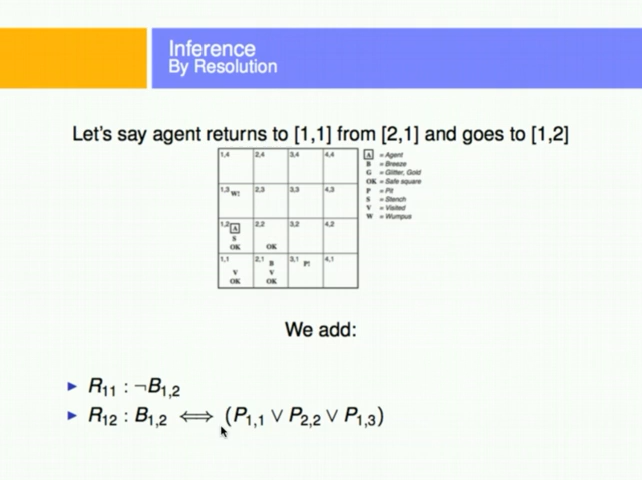 Inference
By Resolution
Let's say agent returns to [1,1] from [2,1] and goes to [1,2]
1,4 2,4 3,4 4,4
1,3 W! 2,3 3,3 4,3
1,2 A 2,2 3,2 4,2
S
OK OK
1,1 2,1 B 3,1 P! 4,1
V V
OK OK
A = Agent
B = Breeze
G = Glitter, Gold
OK = Safe square
P = Pit
S = Stench
V = Visited
W = Wumpus
We add:
R11 : ¬B1,2
R12 : B1,2 ⟺ (P1,1 ∨ P2,2 ∨ P1,3)